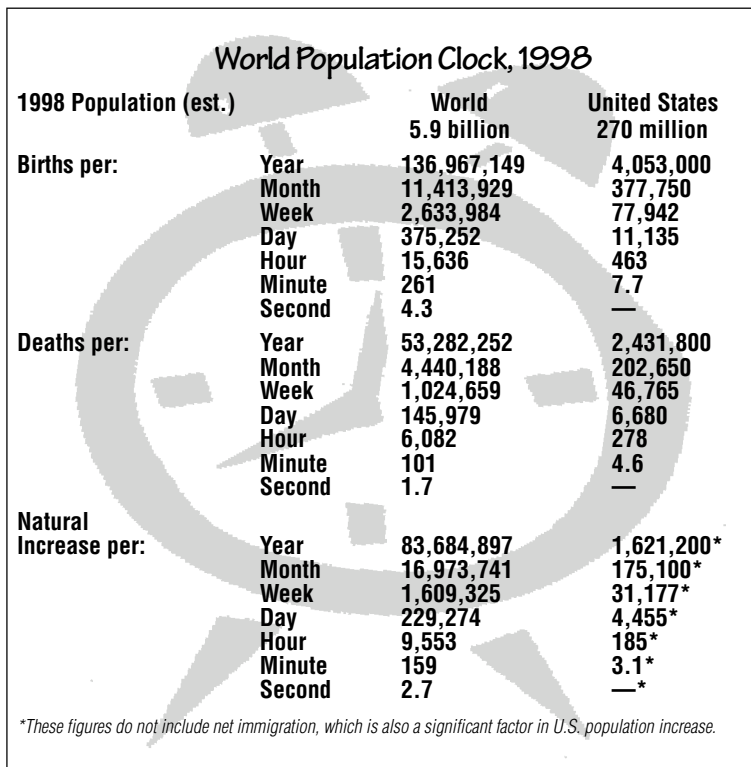 World Population Clock, 1998
1998 Population (est.) World United States
5.9 billion 270 million
Births per: Year 136,967,149 4,053,000
Month 11,413,929 377,750
Week 2,633,984 77,942
Day 375,252 11,135
Hour 15,636 463
Minute 261 7.7
Second 4.3 —
Deaths per: Year 53,282,252 2,431,800
Month 4,440,188 202,650
Week 1,024,659 46,765
Day 145,979 6,680
Hour 6,082 278
Minute 101 4.6
Second 1.7 —
Natural
Increase per: Year 83,684,897 1,621,200*
Month 16,973,741 175,100*
Week 1,609,325 31,177*
Day 229,274 4,455*
Hour 9,553 185*
Minute 159 3.1*
Second 2.7 —*
*These figures do not include net immigration, which is also a significant factor in U.S. population increase.